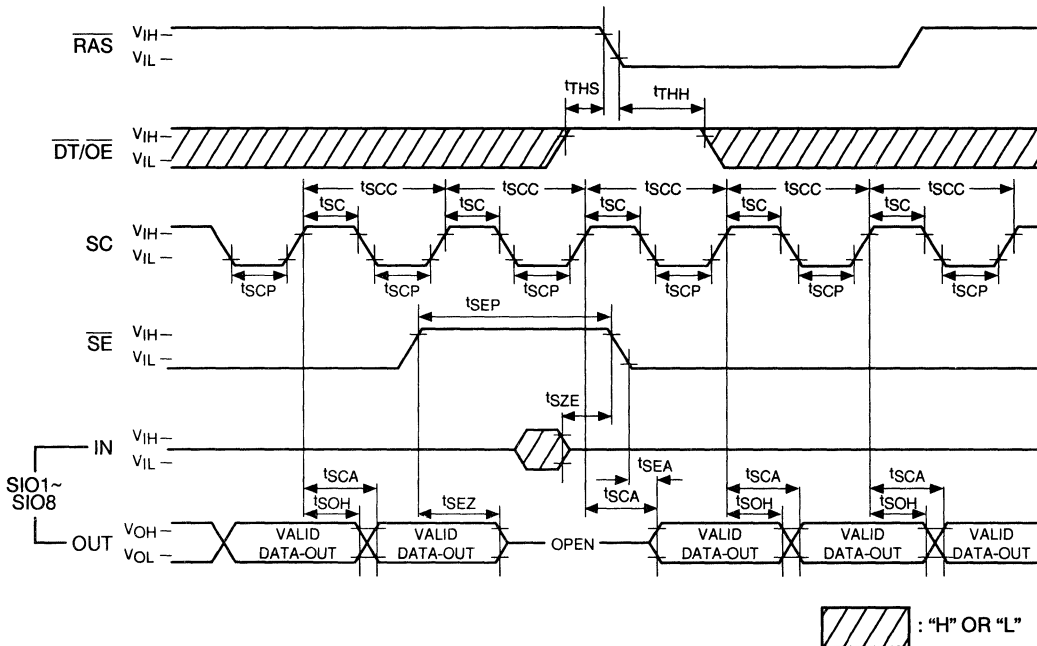 RAS VIH
VIL
tTHS tTHH
DT/OE VIH
VIL
tSCC tSCC tSCC tSCC tSCC
tSC tSC tSC tSC tSC
SC VIH
VIL
tSCP tSCP tSCP tSCP tSCP tSCP
tSEP
SE VIH
VIL
tSZE
IN VIH
VIL
SIO1~
SIO8
tSEA
tSCA tSCA tSCA tSCA
tSOH tSEZ tSOH tSOH
OUT VOH
VOL
VALID
DATA-OUT
VALID
DATA-OUT
OPEN
VALID
DATA-OUT
VALID
DATA-OUT
VALID
DATA-OUT
: "H" OR "L"